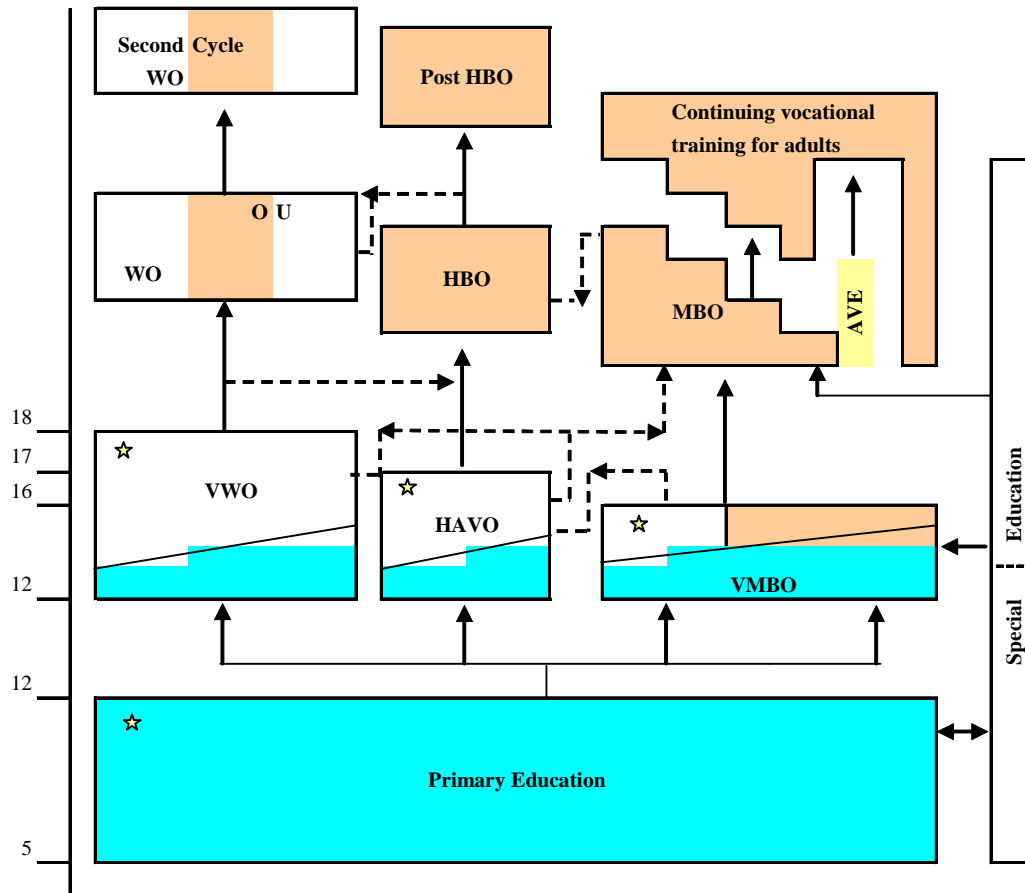 Second Cycle
WO
Post HBO
Continuing vocational
training for adults
O U
WO
HBO
MBO
AVE
18
17
16
VWO
HAVO
VMBO
12
Education
Special
12
Primary Education
5